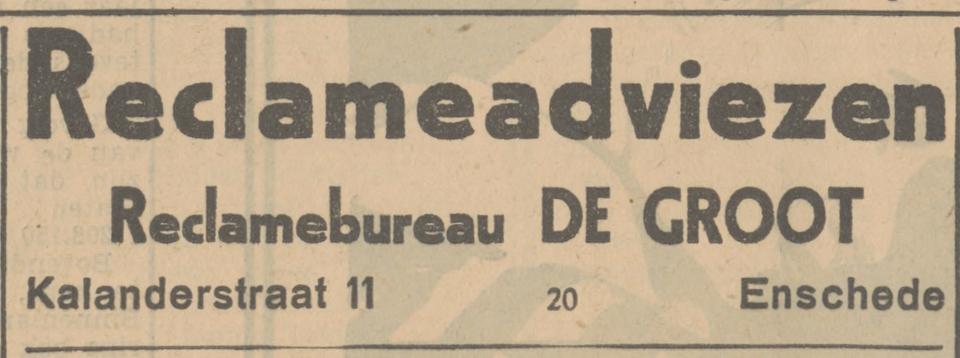 Reclameadviezen
Reclamebureau DE GROOT
Kalanderstraat 11 20 Enschede